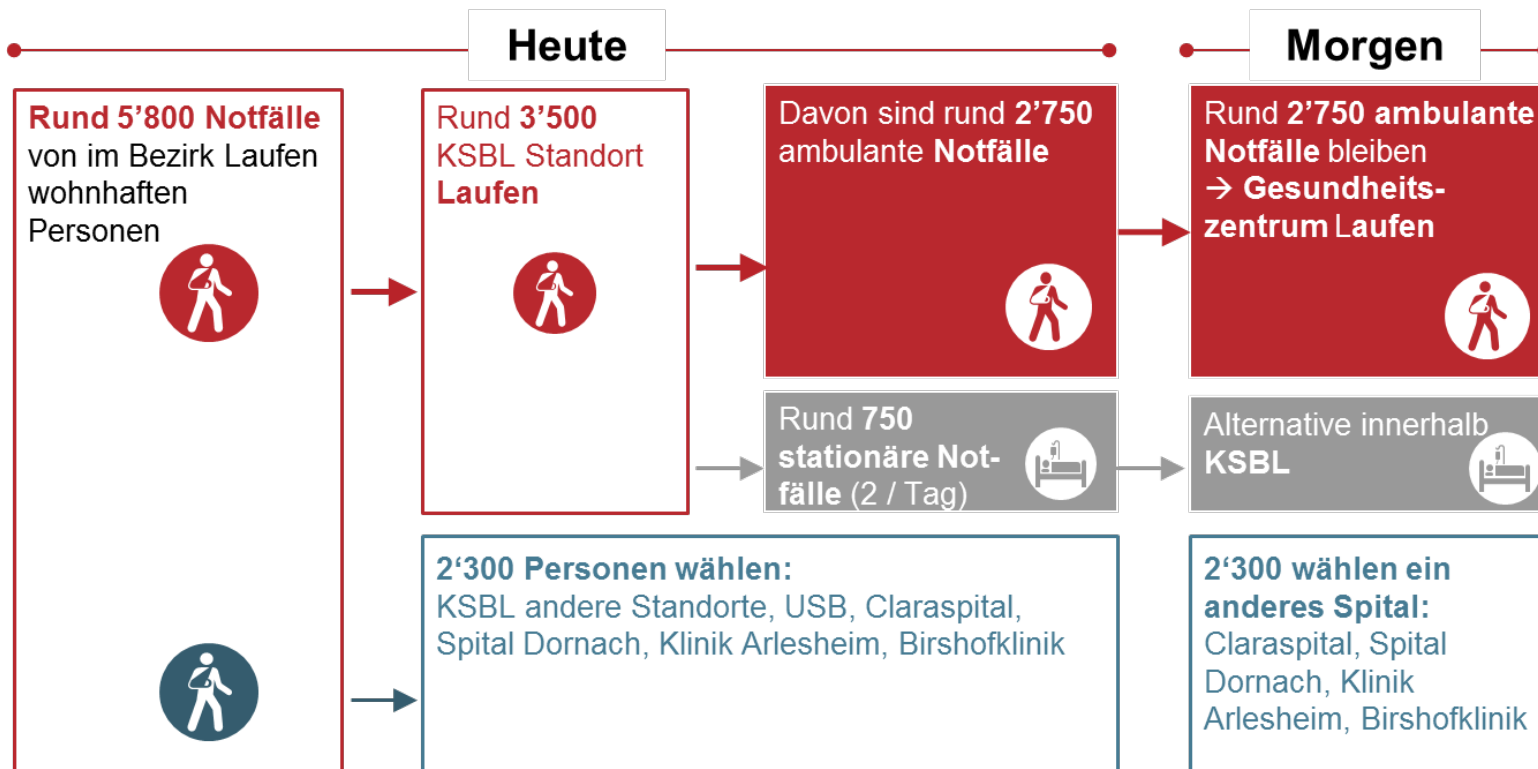 Heute
Morgen
Rund 5’800 Notfälle
von im Bezirk Laufen
wohnhaften
Personen
Rund 3’500
KSBL Standort
Laufen
Davon sind rund 2’750
ambulante Notfälle
Rund 2’750 ambulante
Notfälle bleiben
→ Gesundheits-
zentrum Laufen
Rund 750
stationäre Not-
fälle (2 / Tag)
Alternative innerhalb
KSBL
2‘300 Personen wählen:
KSBL andere Standorte, USB, Claraspital,
Spital Dornach, Klinik Arlesheim, Birshofklinik
2‘300 wählen ein
anderes Spital:
Claraspital, Spital
Dornach, Klinik
Arlesheim, Birshofklinik